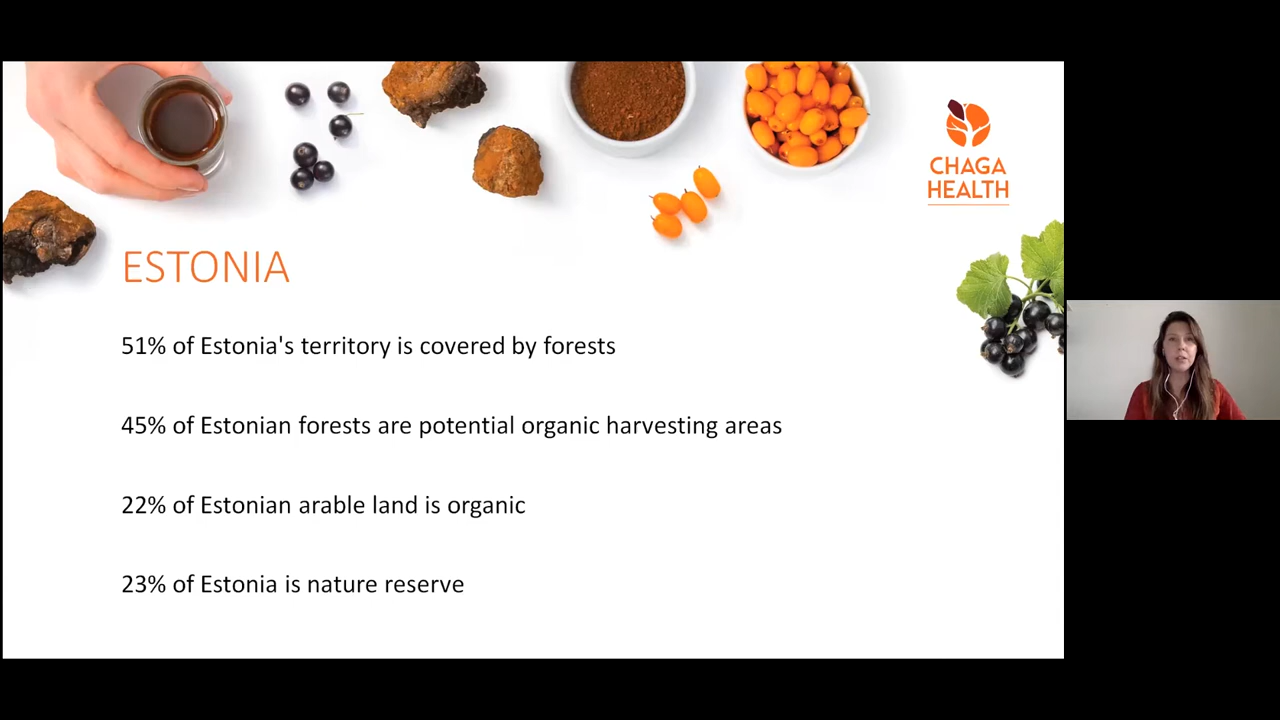 CHAGA
HEALTH
ESTONIA
51% of Estonia's territory is covered by forests
45% of Estonian forests are potential organic harvesting areas
22% of Estonian arable land is organic
23% of Estonia is nature reserve